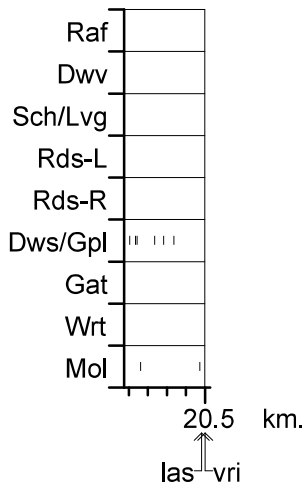 Raf
Dwv
Sch/Lvg
Rds-L
Rds-R
Dws/Gpl
Gat
Wrt
Mol
20.5 km.
las vri